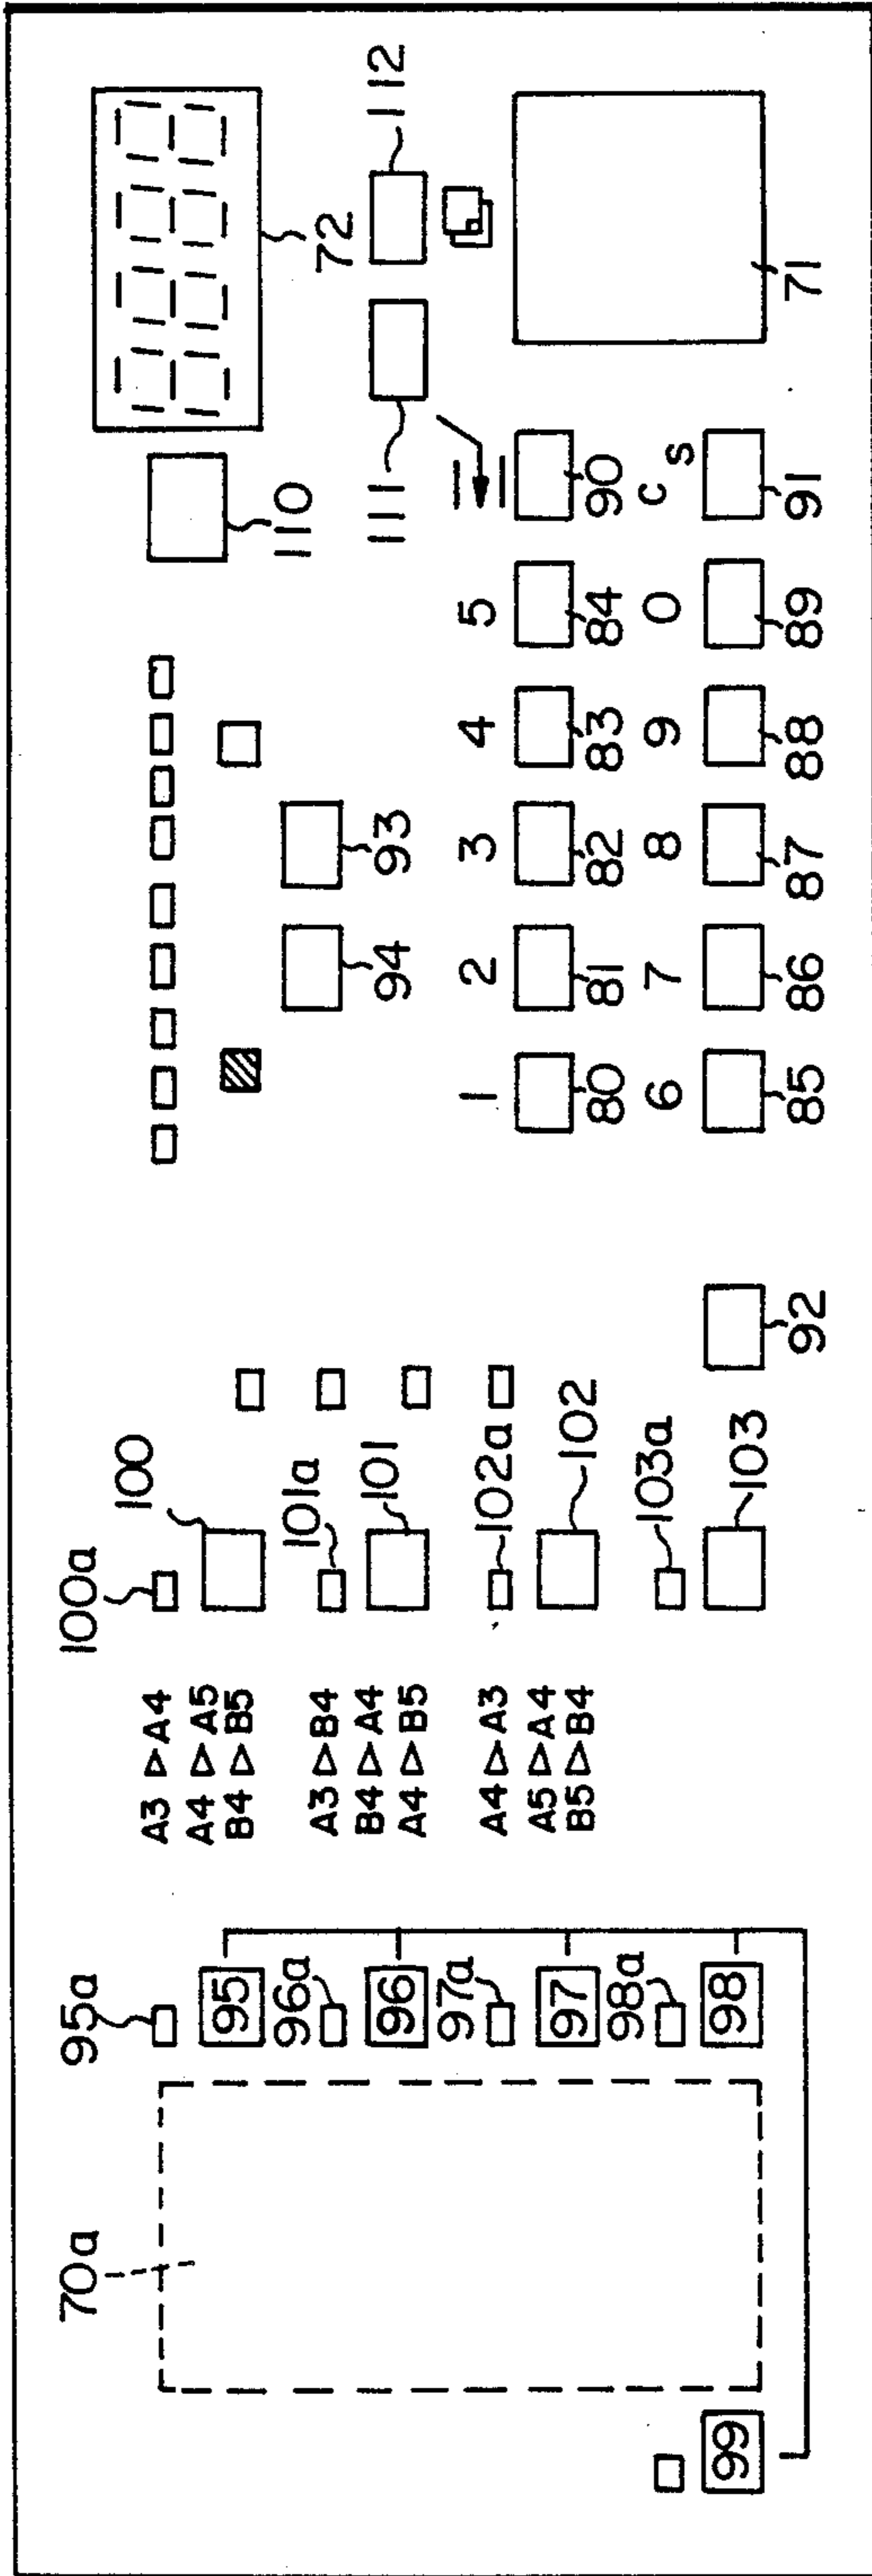 70a 95a 100a
100
A3 ▷A4
A4 ▷A5
95 B4 ▷B5
96a 101a 110
A3 ▷B4 72
B4 ▷A4 101 111 112
96 A4 ▷B5 94 93
97a 102a 1 2 3 4 5
A4▷A3
A5▷A4
97 B5▷B4 102
80 81 82 83 84 90
98a 103a 6 7 8 9 0 C S
99 98 103
92 85 86 87 88 89 91 71